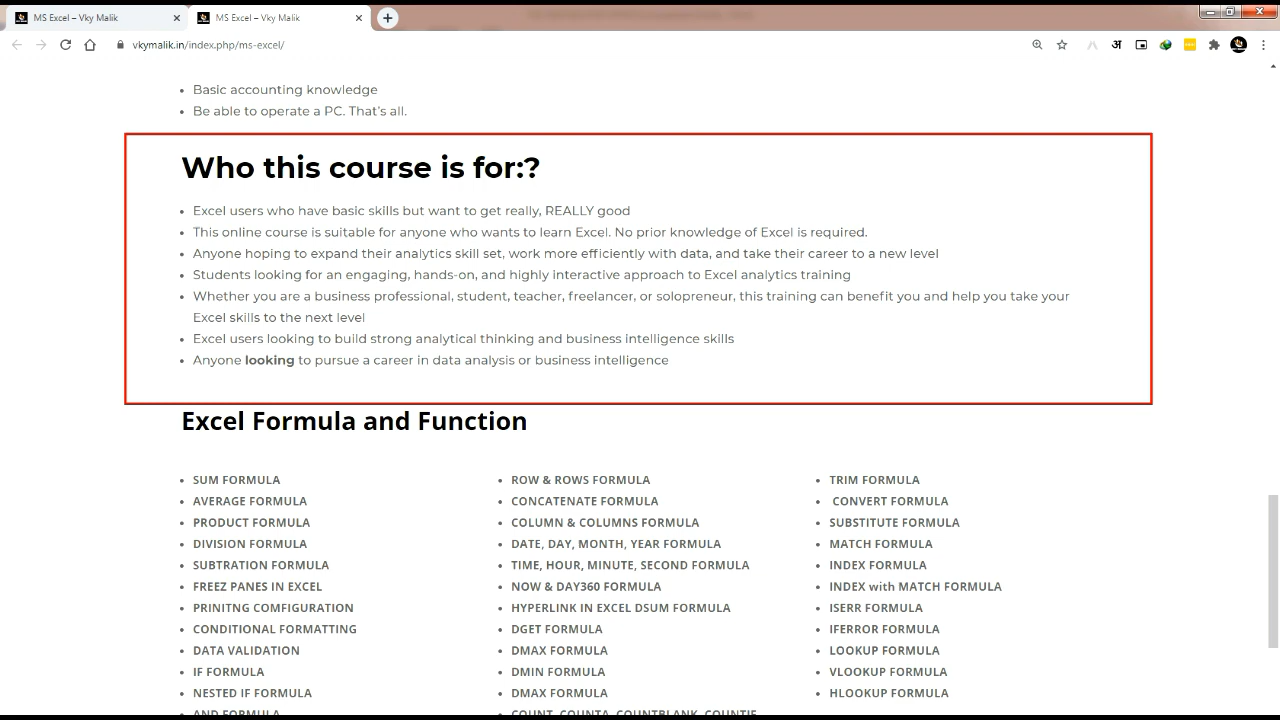 MS Excel – Vky Malik
MS Excel – Vky Malik
vkymalik.in/index.php/ms-excel/
अ
Basic accounting knowledge
Be able to operate a PC. That's all.
Who this course is for:?
Excel users who have basic skills but want to get really, REALLY good
This online course is suitable for anyone who wants to learn Excel. No prior knowledge of Excel is required.
Anyone hoping to expand their analytics skill set, work more efficiently with data, and take their career to a new level
Students looking for an engaging, hands-on, and highly interactive approach to Excel analytics training
Whether you are a business professional, student, teacher, freelancer, or solopreneur, this training can benefit you and help you take your
Excel skills to the next level
Excel users looking to build strong analytical thinking and business intelligence skills
Anyone looking to pursue a career in data analysis or business intelligence
Excel Formula and Function
SUM FORMULA
AVERAGE FORMULA
PRODUCT FORMULA
DIVISION FORMULA
SUBTRATION FORMULA
FREEZ PANES IN EXCEL
PRINITNG COMFIGURATION
CONDITIONAL FORMATTING
DATA VALIDATION
IF FORMULA
NESTED IF FORMULA
AND FORMULA
ROW & ROWS FORMULA
CONCATENATE FORMULA
COLUMN & COLUMNS FORMULA
DATE, DAY, MONTH, YEAR FORMULA
TIME, HOUR, MINUTE, SECOND FORMULA
NOW & DAY360 FORMULA
HYPERLINK IN EXCEL DSUM FORMULA
DGET FORMULA
DMAX FORMULA
DMIN FORMULA
DMAX FORMULA
COUNT, COUNTA, COUNTBLANK, COUNTIF
TRIM FORMULA
CONVERT FORMULA
SUBSTITUTE FORMULA
MATCH FORMULA
INDEX FORMULA
INDEX with MATCH FORMULA
ISERR FORMULA
IFERROR FORMULA
LOOKUP FORMULA
VLOOKUP FORMULA
HLOOKUP FORMULA